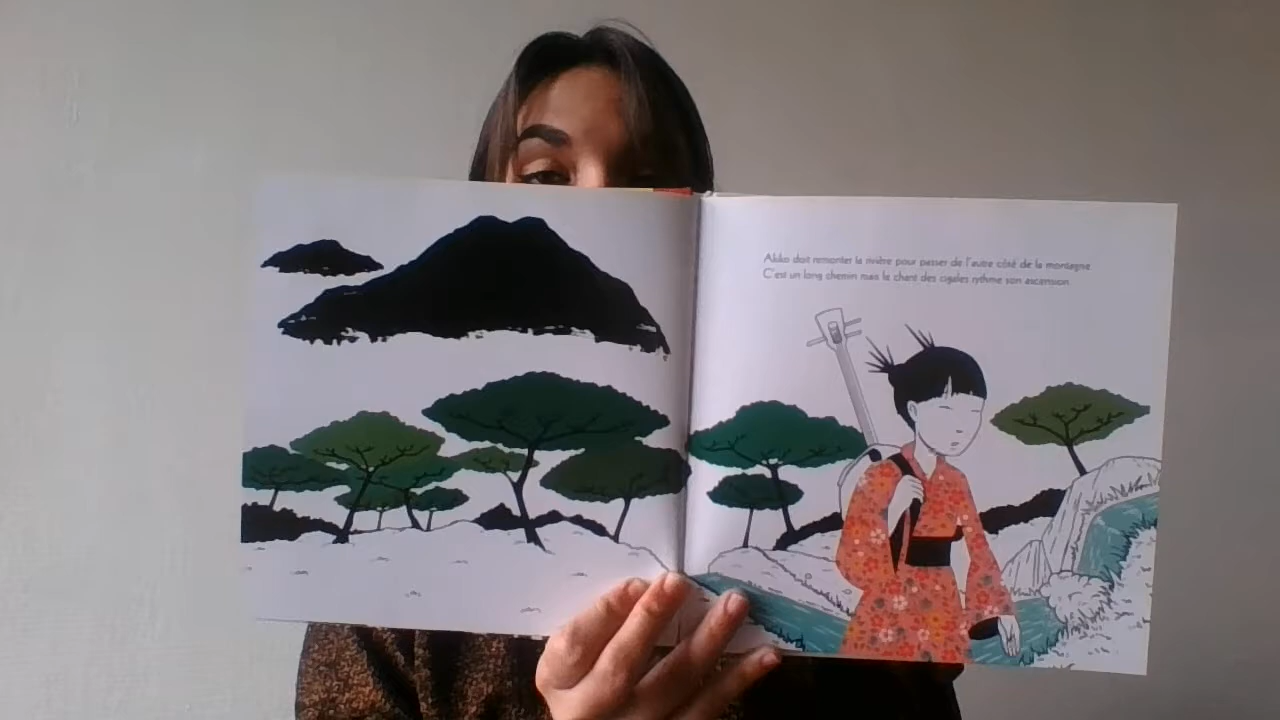 Akiko doit remonter la rivière pour passer de l'autre côté de la montagne.
C'est un long chemin mais le chant des cigales rythme son ascension.